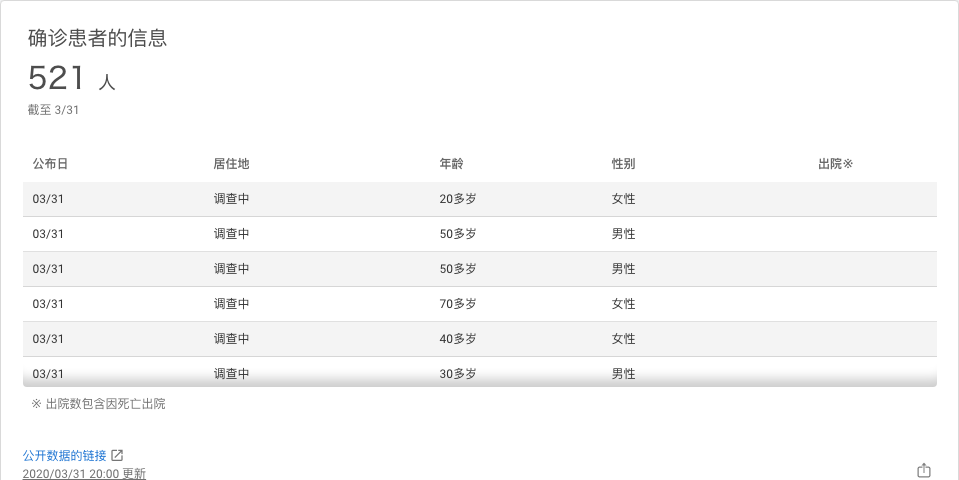 确诊患者的信息
521 人
截至 3/31
公布日 居住地 年龄 性别 出院※
03/31 调查中 20多岁 女性
03/31 调查中 50多岁 男性
03/31 调查中 50多岁 男性
03/31 调查中 70多岁 女性
03/31 调查中 40多岁 女性
03/31 调查中 30多岁 男性
※ 出院数包含因死亡出院
公开数据的链接
2020/03/31 20:00 更新